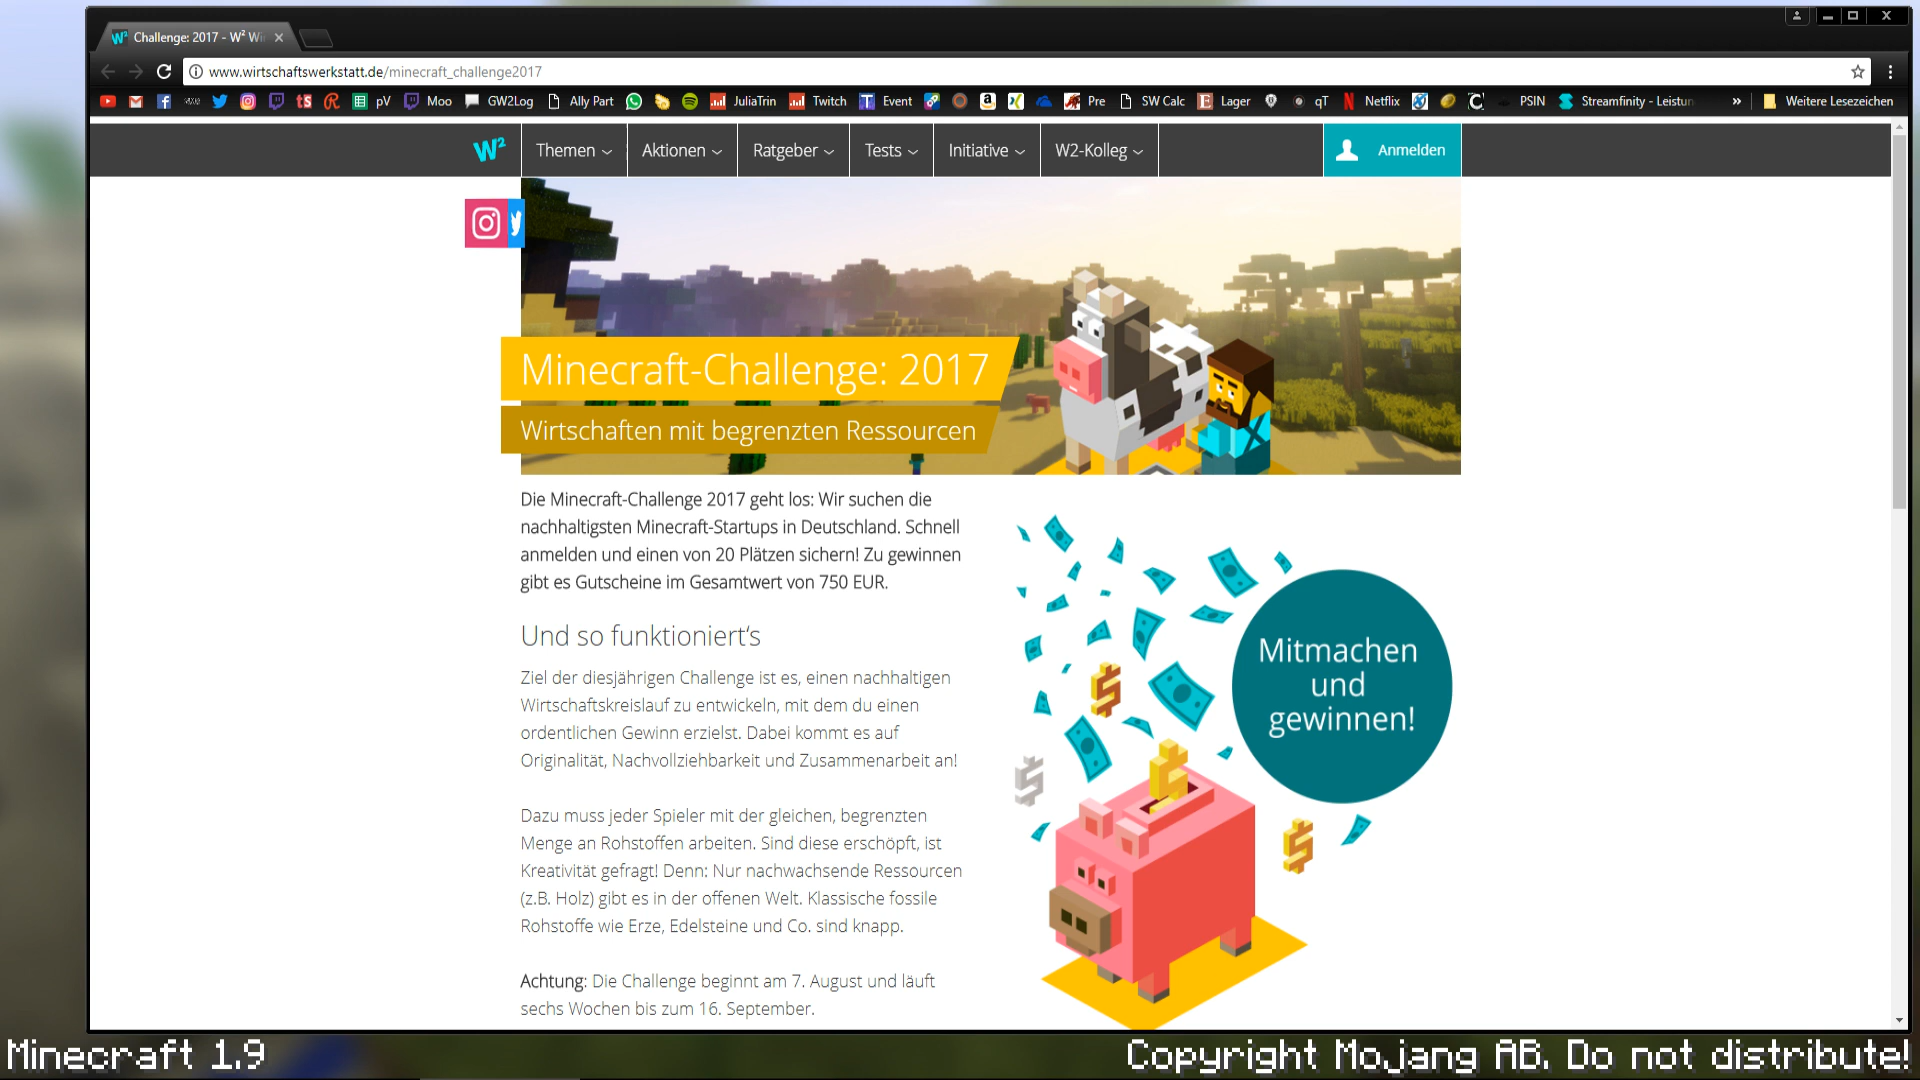 Challenge: 2017 - W² Wi
www.wirtschaftswerkstatt.de/minecraft_challenge2017
pV Moo GW2Log Ally Part JuliaTrin Twitch Event Pre SW Calc Lager qT Netflix PSIN Streamfinity - Leistun » Weitere Lesezeichen
W² Themen Aktionen Ratgeber Tests Initiative W2-Kolleg Anmelden
Minecraft-Challenge: 2017
Wirtschaften mit begrenzten Ressourcen
Die Minecraft-Challenge 2017 geht los: Wir suchen die
nachhaltigsten Minecraft-Startups in Deutschland. Schnell
anmelden und einen von 20 Plätzen sichern! Zu gewinnen
gibt es Gutscheine im Gesamtwert von 750 EUR.
Und so funktioniert‘s
Ziel der diesjährigen Challenge ist es, einen nachhaltigen
Wirtschaftskreislauf zu entwickeln, mit dem du einen
ordentlichen Gewinn erzielst. Dabei kommt es auf
Originalität, Nachvollziehbarkeit und Zusammenarbeit an!
Dazu muss jeder Spieler mit der gleichen, begrenzten
Menge an Rohstoffen arbeiten. Sind diese erschöpft, ist
Kreativität gefragt! Denn: Nur nachwachsende Ressourcen
(z.B. Holz) gibt es in der offenen Welt. Klassische fossile
Rohstoffe wie Erze, Edelsteine und Co. sind knapp.
Achtung: Die Challenge beginnt am 7. August und läuft
sechs Wochen bis zum 16. September.
Mitmachen
und
gewinnen!
Minecraft 1.9
Copyright Mojang AB. Do not distribute!